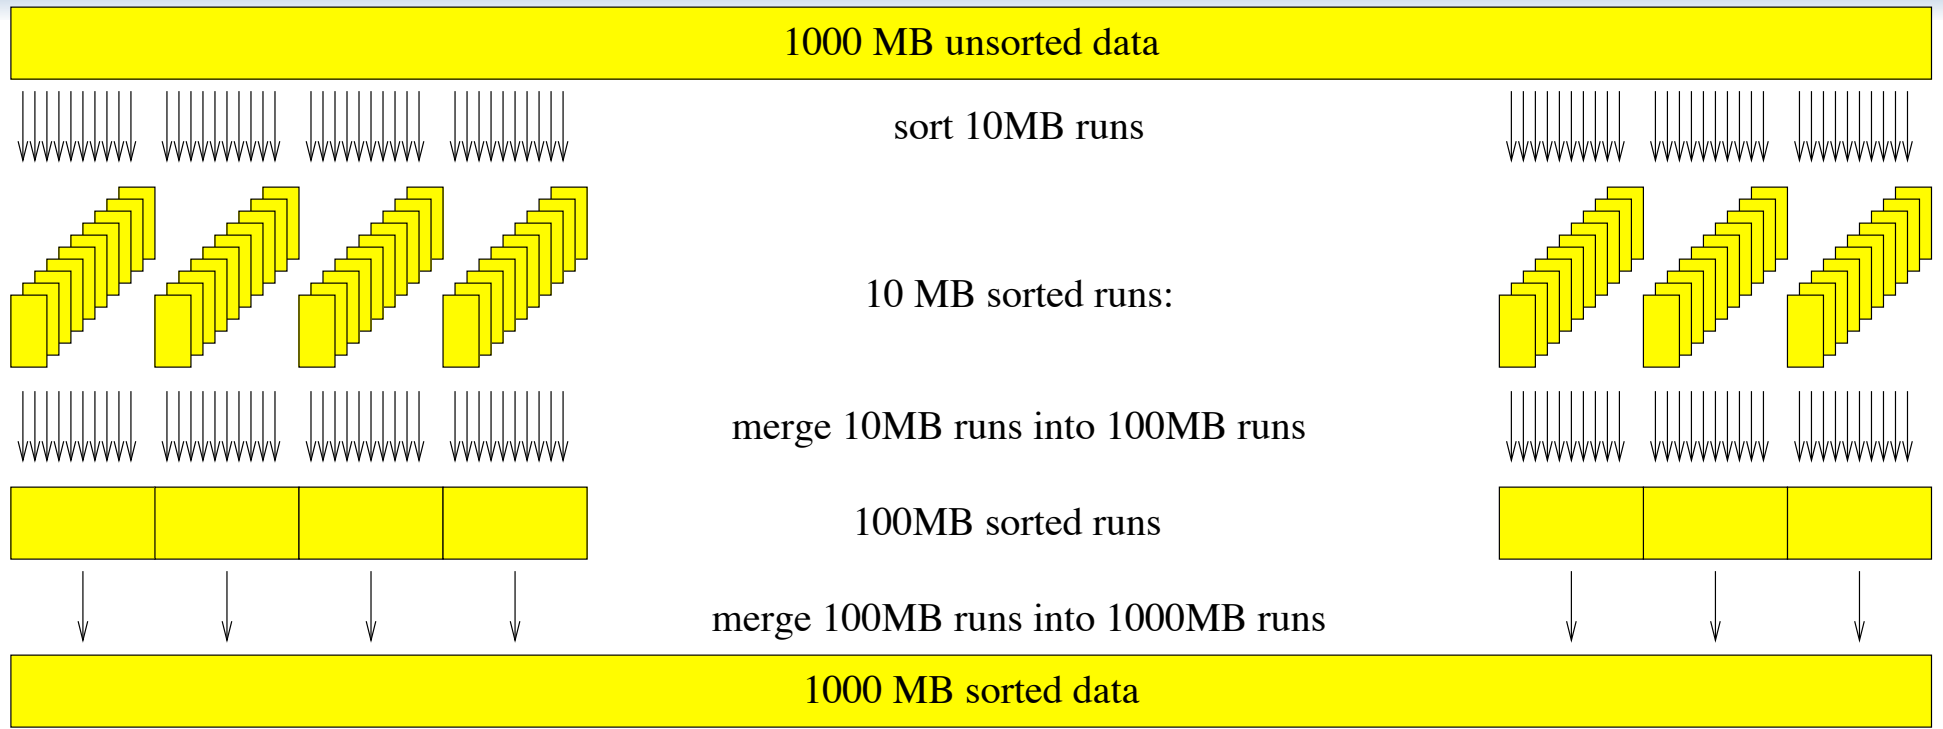 1000 MB unsorted data
sort 10MB runs
10 MB sorted runs:
merge 10MB runs into 100MB runs
100MB sorted runs
merge 100MB runs into 1000MB runs
1000 MB sorted data